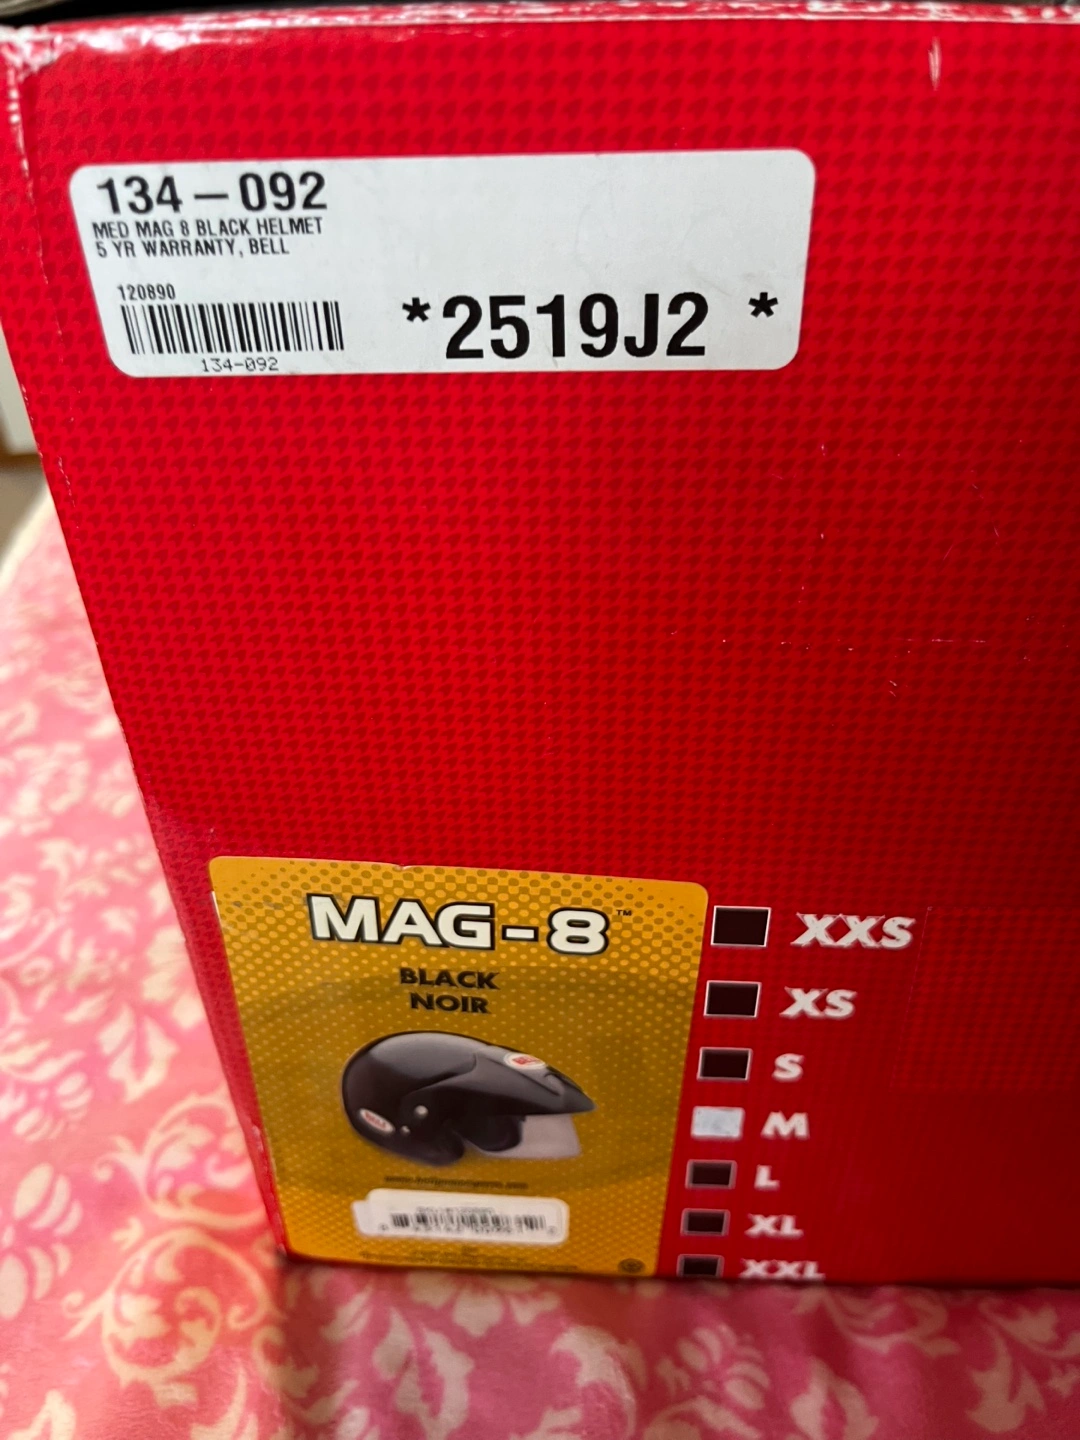 134-092
MED MAG 8 BLACK HELMET
5 YR WARRANTY, BELL
120890
134-092
*2519J2 *
MAG-8™
BLACK
NOIR
XXS
XS
S
M
L
XL
XXL